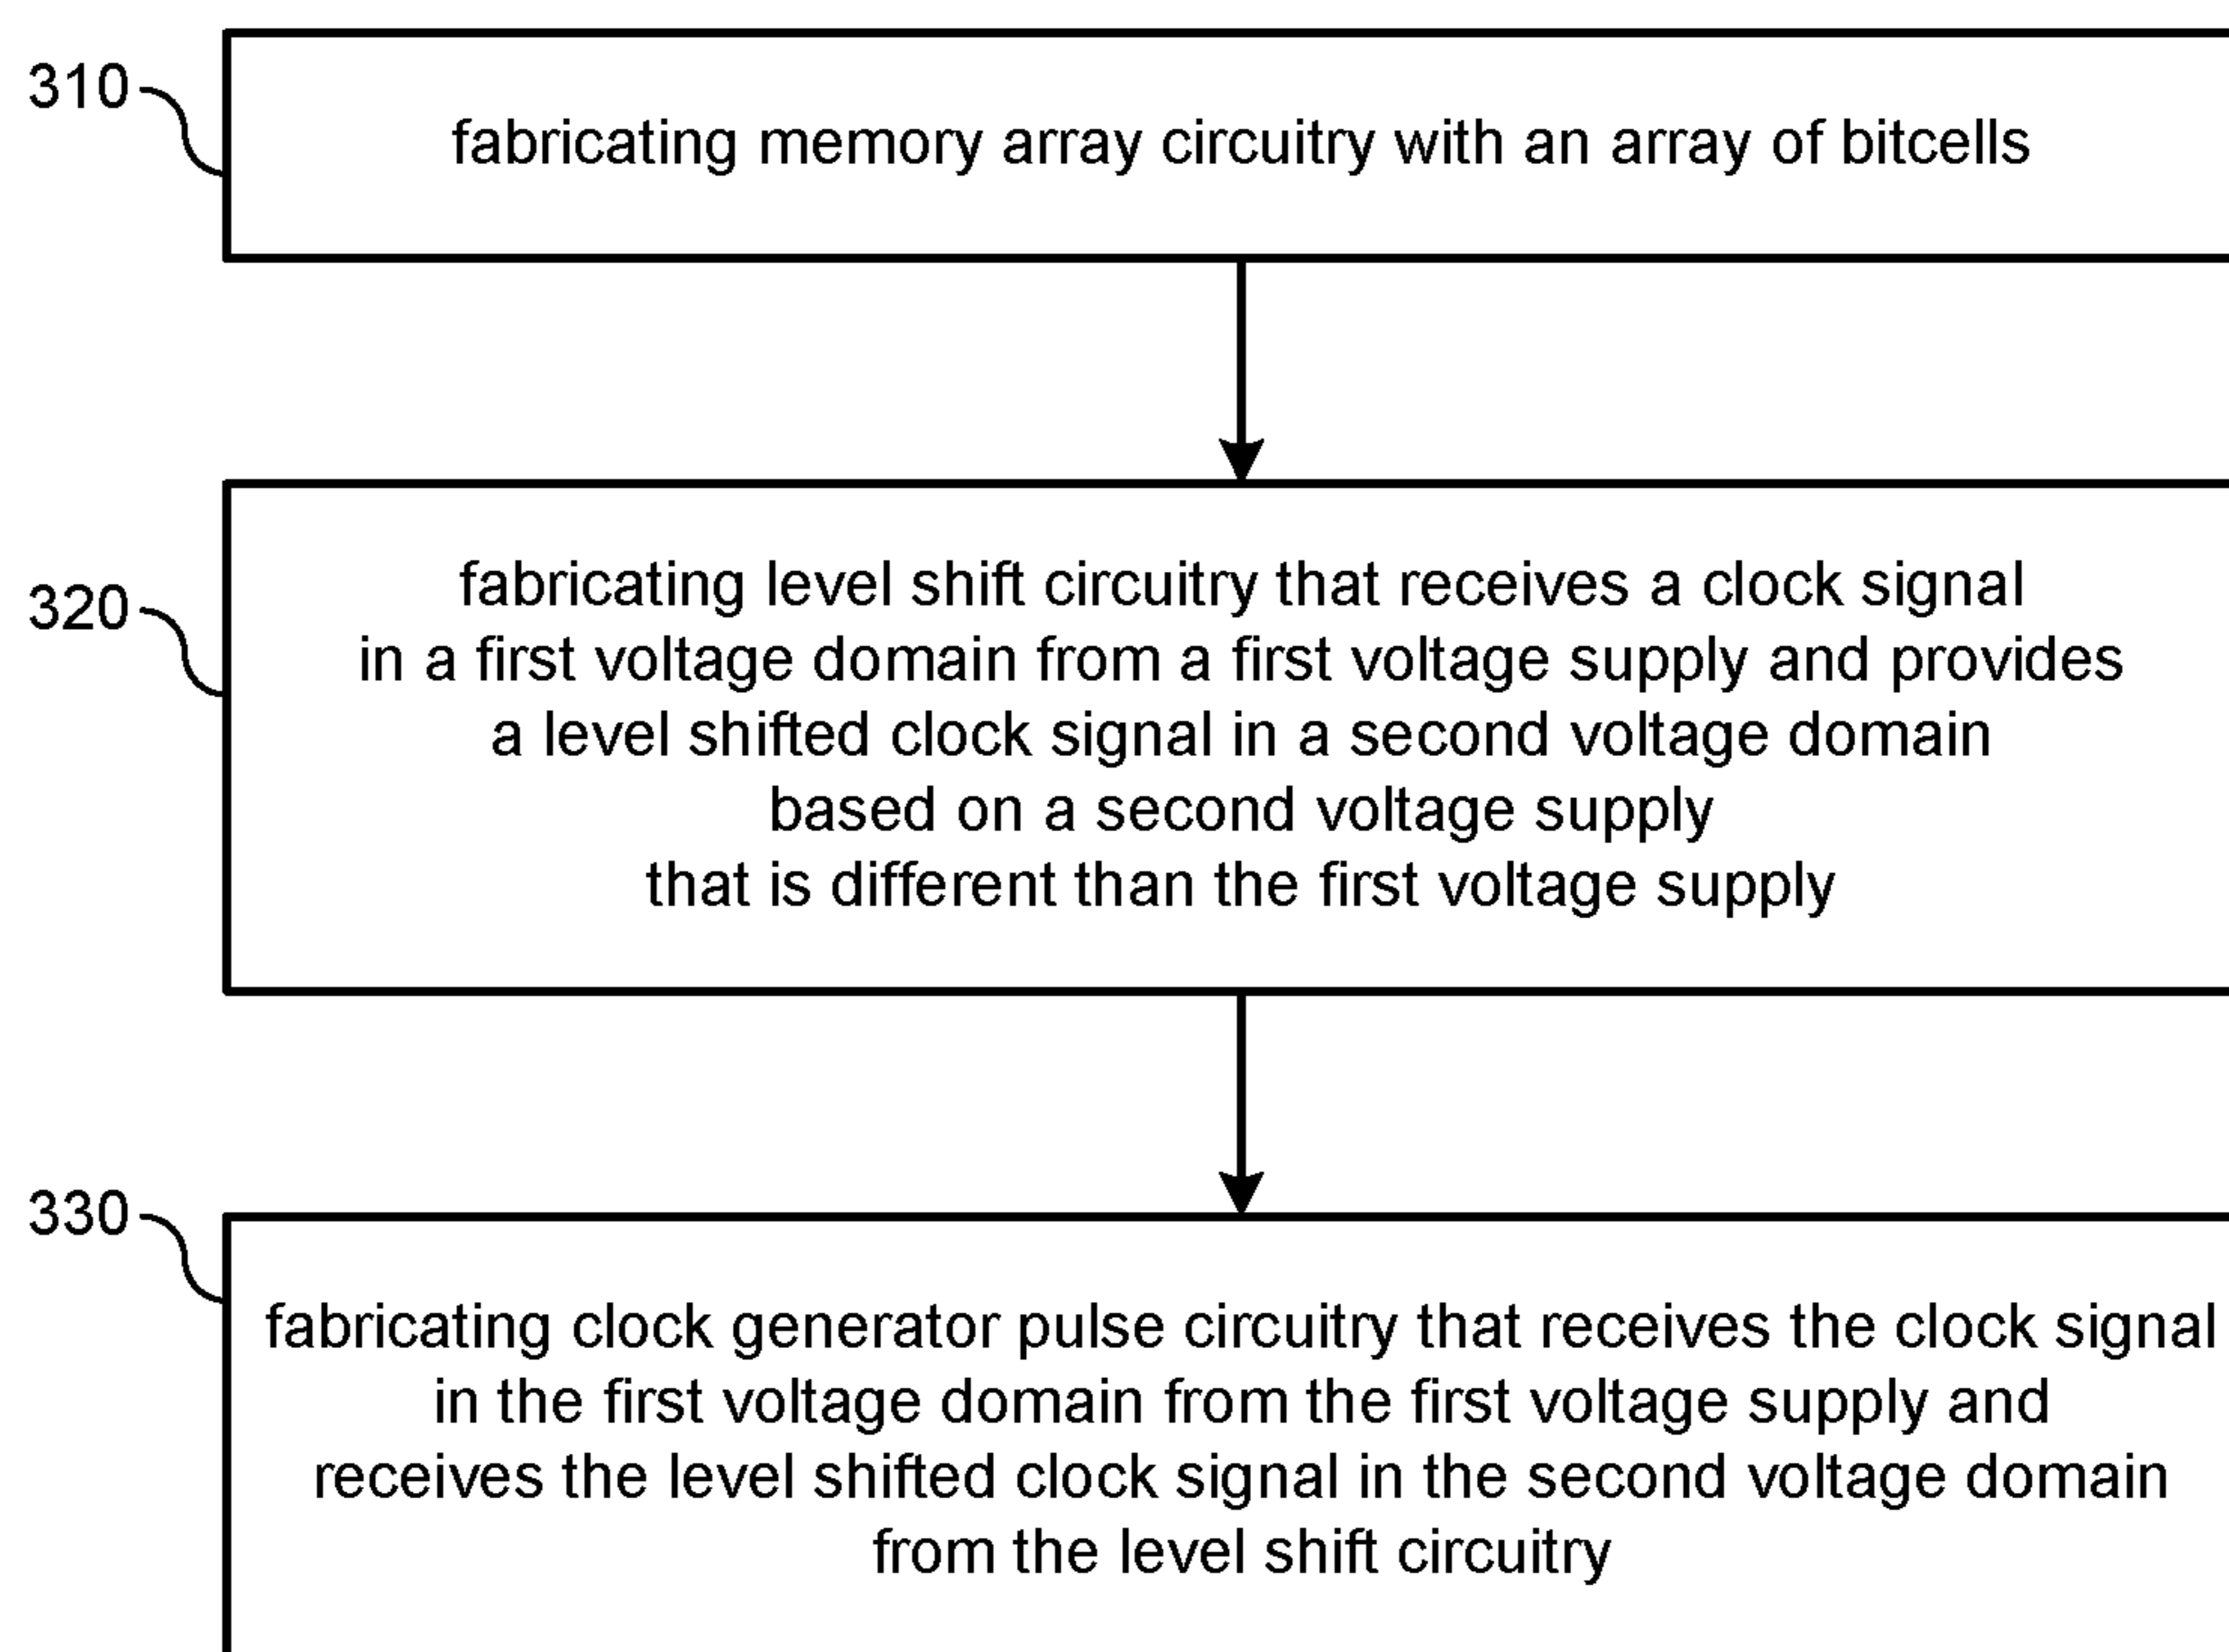 310
fabricating memory array circuitry with an array of bitcells
320
fabricating level shift circuitry that receives a clock signal
in a first voltage domain from a first voltage supply and provides
a level shifted clock signal in a second voltage domain
based on a second voltage supply
that is different than the first voltage supply
330
fabricating clock generator pulse circuitry that receives the clock signal
in the first voltage domain from the first voltage supply and
receives the level shifted clock signal in the second voltage domain
from the level shift circuitry